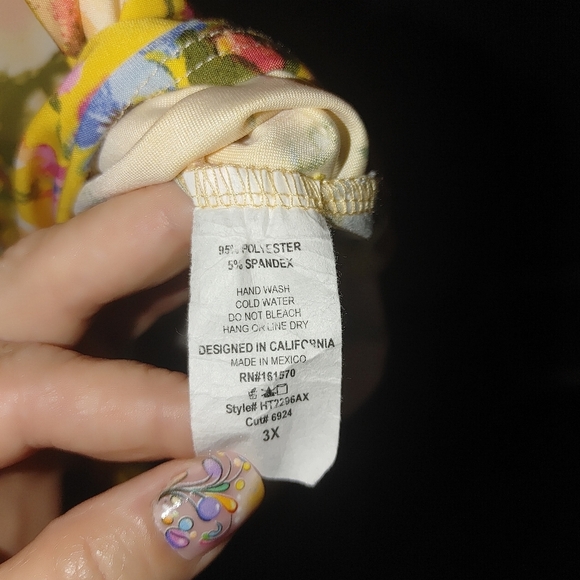 95% POLYESTER
5% SPANDEX
HAND WASH
COLD WATER
DO NOT BLEACH
HANG OR LINE DRY
DESIGNED IN CALIFORNIA
MADE IN MEXICO
RN#161570
Style# HT2296AX
Cut# 6924
3X